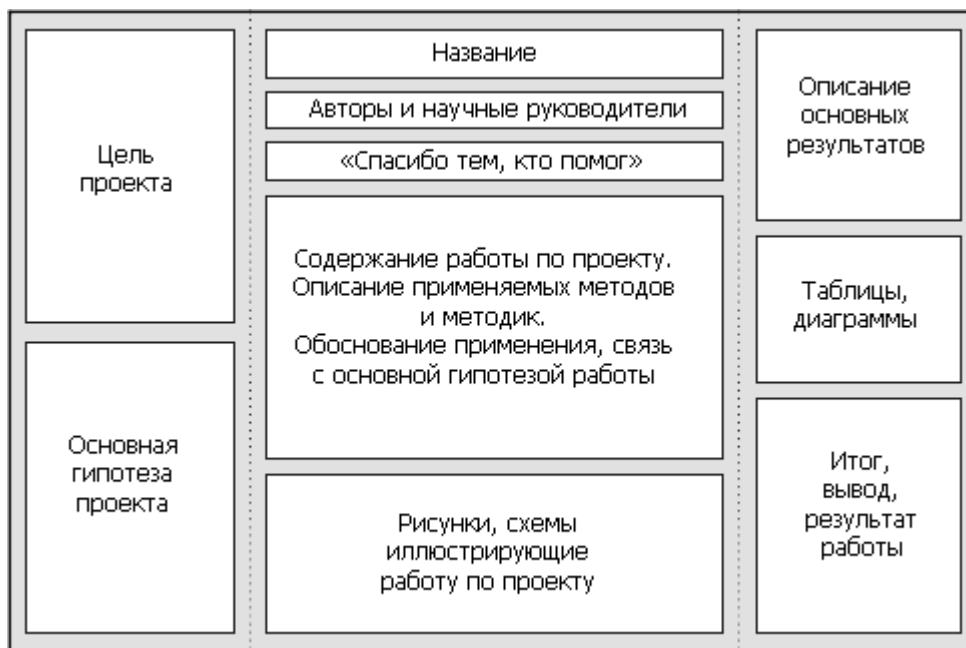 Цель
проекта
Основная
гипотеза
проекта
Название
Авторы и научные руководители
«Спасибо тем, кто помог»
Содержание работы по проекту.
Описание применяемых методов
и методик.
Обоснование применения, связь
с основной гипотезой работы
Рисунки, схемы
иллюстрирующие
работу по проекту
Описание
основных
результатов
Таблицы,
диаграммы
Итог,
вывод,
результат
работы